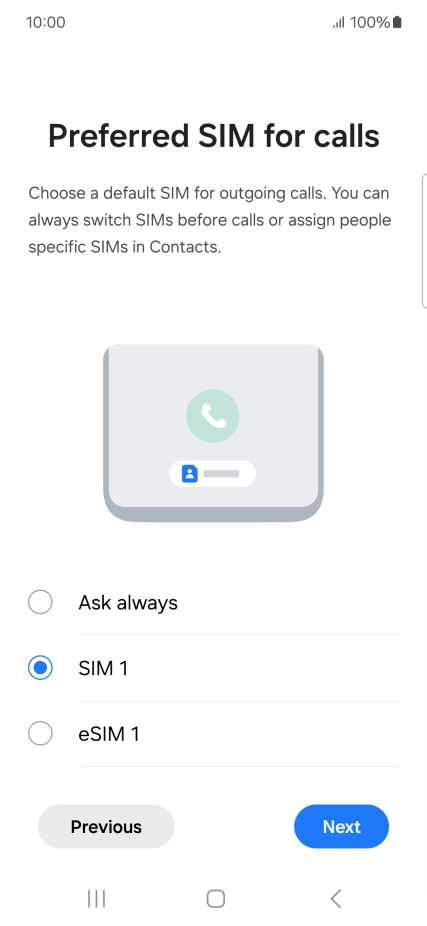 10:00
100%
Preferred SIM for calls
Choose a default SIM for outgoing calls. You can
always switch SIMs before calls or assign people
specific SIMs in Contacts.
Ask always
SIM 1
eSIM 1
Previous
Next